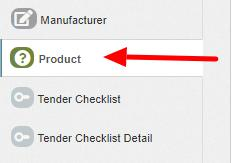 Manufacturer
Product
Tender Checklist
Tender Checklist Detail